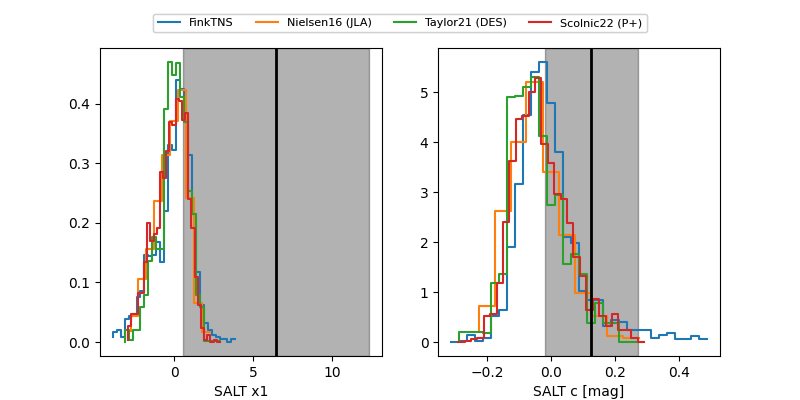 FinkTNS Nielsen16 (JLA) Taylor21 (DES) Scolnic22 (P+)
0.4
0.3
0.2
0.1
0.0
0 5 10
SALT x1
5
4
3
2
1
0
−0.2 0.0 0.2 0.4
SALT c [mag]